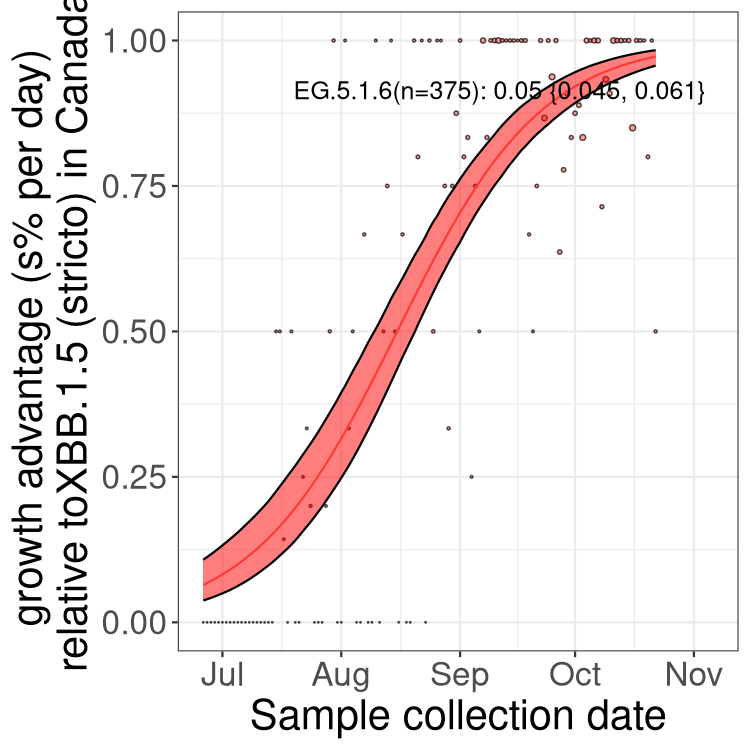 growth advantage (s% per day)
relative toXBB.1.5 (stricto) in Canada
1.00
0.75
0.50
0.25
0.00
EG.5.1.6(n=375): 0.05 {0.045, 0.061}
Jul Aug Sep Oct Nov
Sample collection date